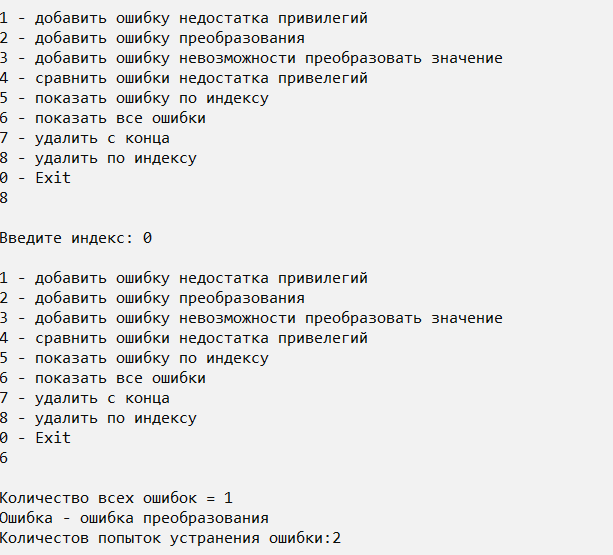 1 - добавить ошибку недостатка привилегий
2 - добавить ошибку преобразования
3 - добавить ошибку невозможности преобразовать значение
4 - сравнить ошибки недостатка привелегий
5 - показать ошибку по индексу
6 - показать все ошибки
7 - удалить с конца
8 - удалить по индексу
0 - Exit
8
Введите индекс: 0
1 - добавить ошибку недостатка привилегий
2 - добавить ошибку преобразования
3 - добавить ошибку невозможности преобразовать значение
4 - сравнить ошибки недостатка привелегий
5 - показать ошибку по индексу
6 - показать все ошибки
7 - удалить с конца
8 - удалить по индексу
0 - Exit
6
Количество всех ошибок = 1
Ошибка - ошибка преобразования
Количестов попыток устранения ошибки:2